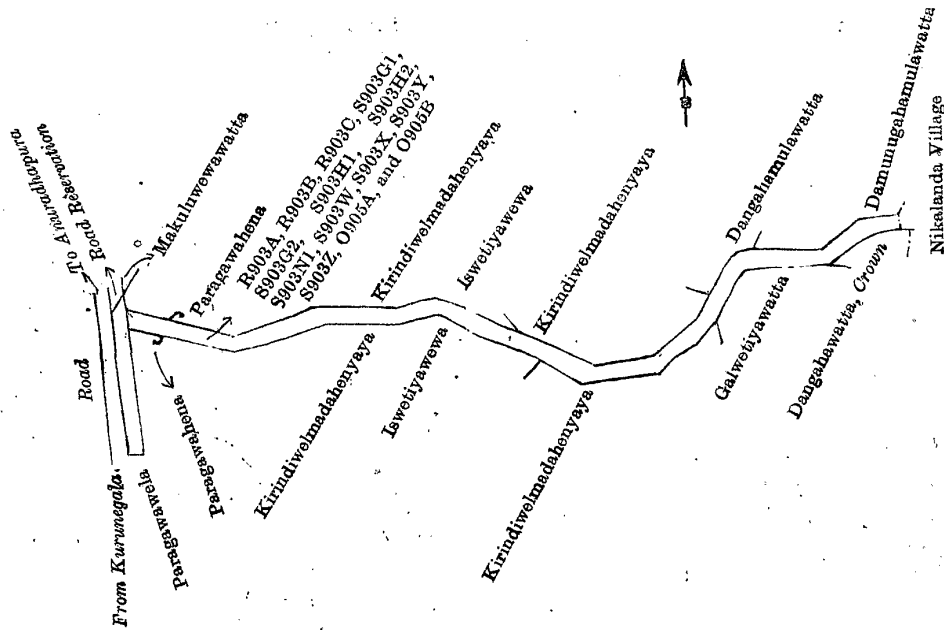 To Anuradhapura
Road Reservation
Road
From Kurunegala.
Makuluwewawatta
Paragawahena
R903A, R903B, R903C, S903G1,
S903G2, S903H1, S903H2,
S903N1, S903W, S903X, S903Y,
S903Z, O905A, and O905B
Paragawawela
Paragawahena
Kirindiwelmadahenyaya
Kirindiwelmadahenyaya
Iswetiyawewa
Iswetiyawewa
Kirindiwelmadahenyaya
Kirindiwelmadahenyaya
Dangahamulawatta
Galwetiyawatta
Damunugahamulawatta
Dangahawatta, Crown
Nikalanda Village